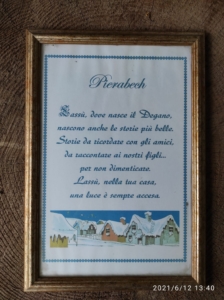 Pierabech
Lassù, dove nasce il Degano,
nascono anche le storie più belle.
Storie da ricordare con gli amici,
da raccontare ai nostri figli...
per non dimenticare.
Lassù, nella tua casa,
una luce è sempre accesa.
2021/6/12 13:40